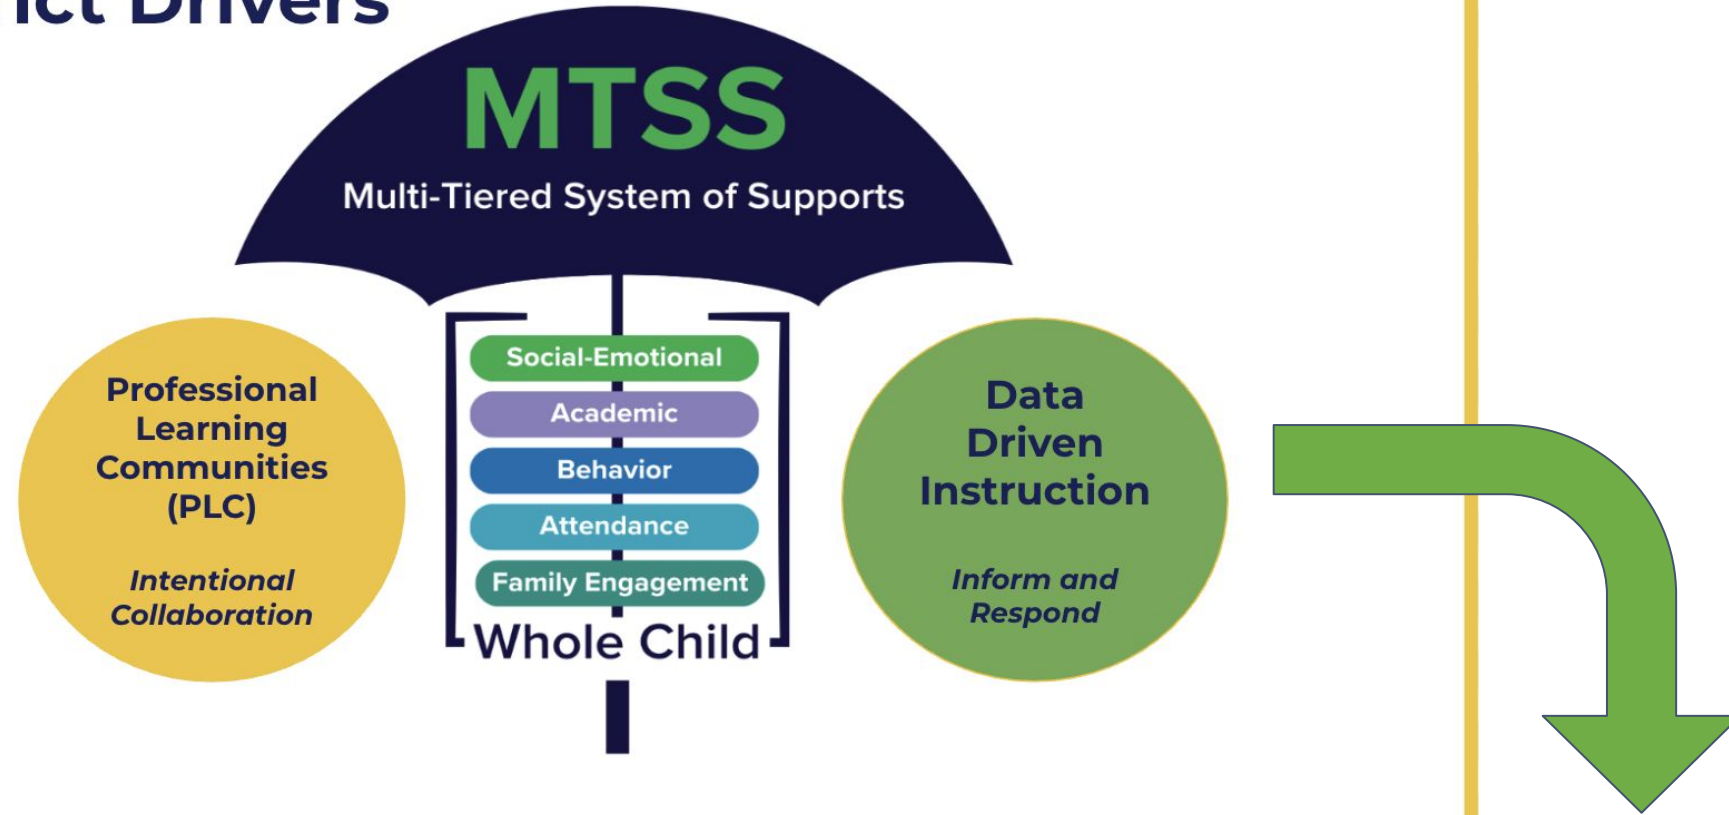 Drivers
MTSS
Multi-Tiered System of Supports
Professional
Learning
Communities
(PLC)
Intentional
Collaboration
Social-Emotional
Academic
Behavior
Attendance
Family Engagement
Whole Child
Data
Driven
Instruction
Inform and
Respond